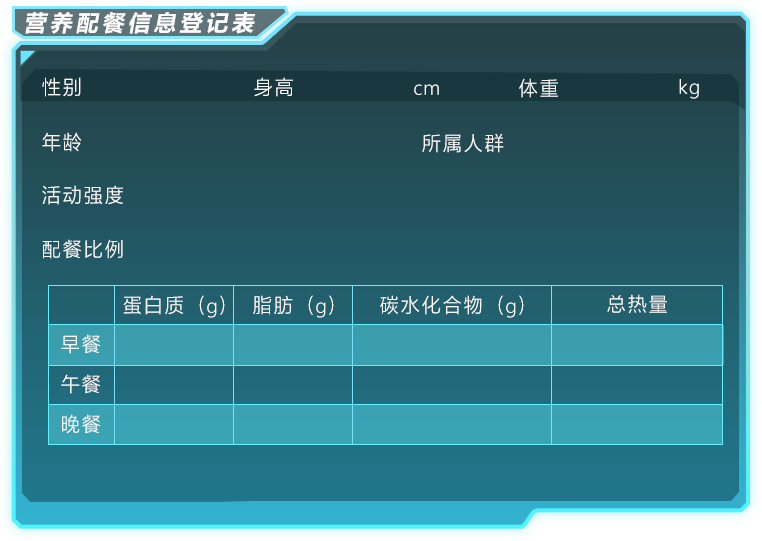 营养配餐信息登记表
性别 身高 cm 体重 kg
年龄 所属人群
活动强度
配餐比例
蛋白质（g） 脂肪（g） 碳水化合物（g） 总热量
早餐
午餐
晚餐